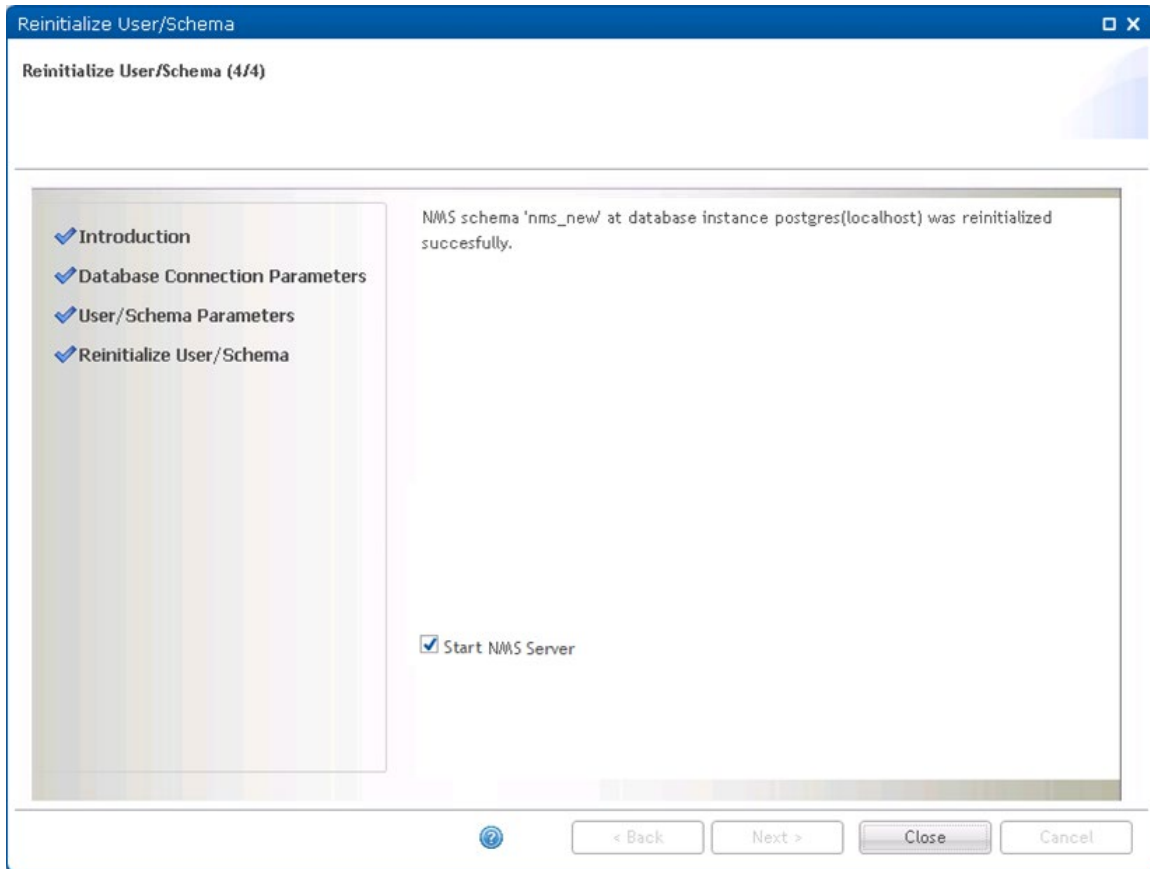 Reinitialize User/Schema
Reinitialize User/Schema (4/4)
Introduction
Database Connection Parameters
User/Schema Parameters
Reinitialize User/Schema
NMS schema 'nms_new' at database instance postgres(localhost) was reinitialized
succesfully.
Start NMS Server
?
< Back
Next >
Close
Cancel